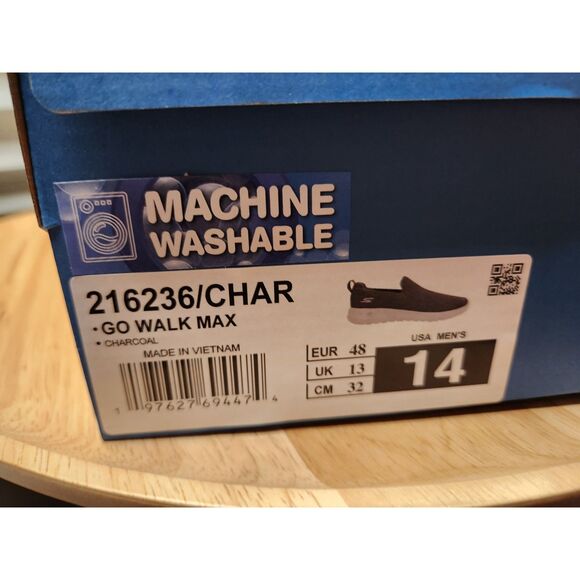 MACHINE
WASHABLE
216236/CHAR
•GO WALK MAX
• CHARCOAL
MADE IN VIETNAM
1 97627 69447 4
EUR 48
UK 13
CM 32
USA MEN'S
14